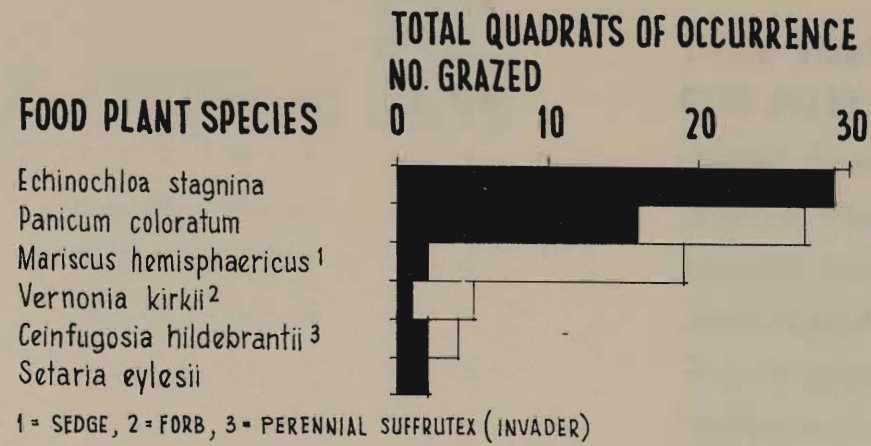 TOTAL QUADRATS OF OCCURRENCE
NO. GRAZED
FOOD PLANT SPECIES
0 10 20 30
Echinochloa stagnina
Panicum coloratum
Mariscus hemisphaericus 1
Vernonia kirkii 2
Ceinfugosia hildebrantii 3
Setaria eylesii
1 = SEDGE, 2 = FORB, 3 = PERENNIAL SUFFRUTEX (INVADER)